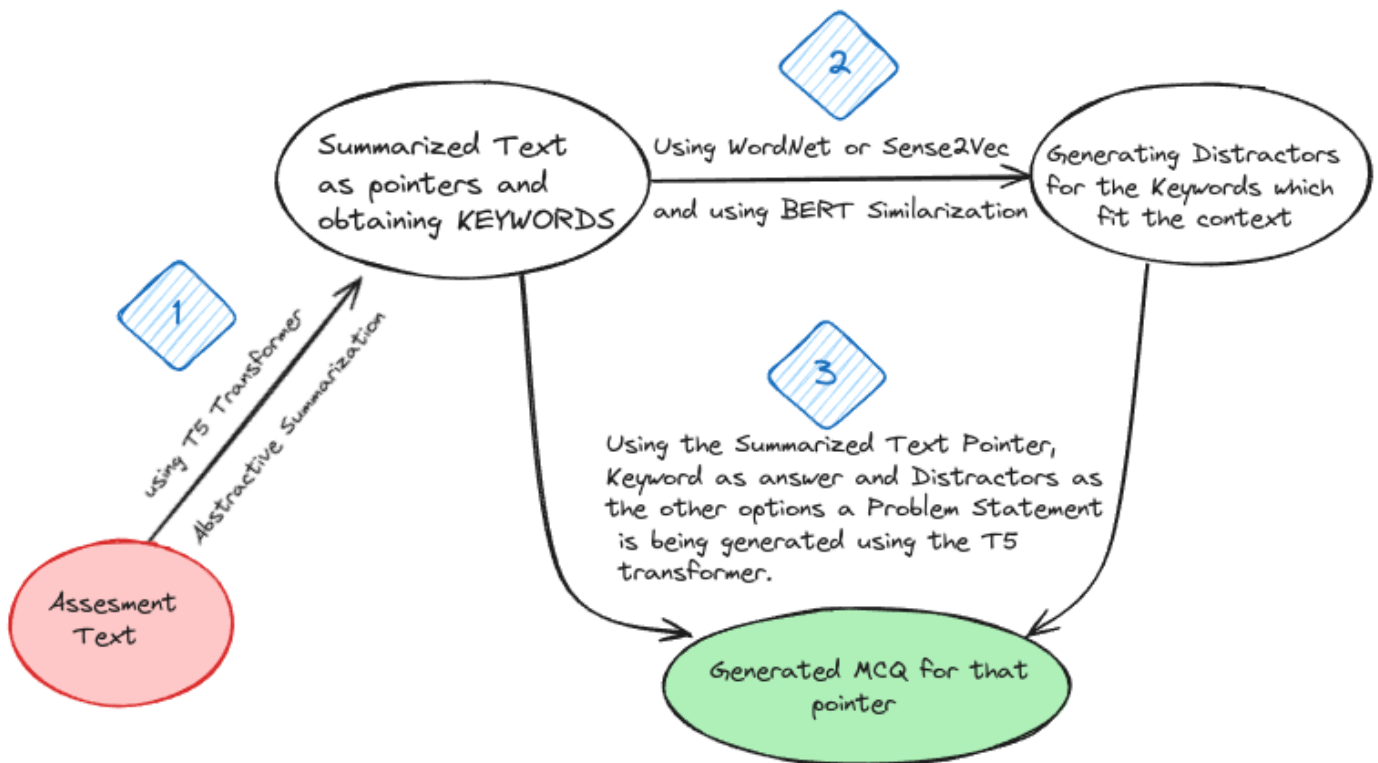 2
Summarized Text
as pointers and
obtaining KEYWORDS
Using WordNet or Sense2Vec
and using BERT Similarization
Generating Distractors
for the Keywords which
fit the context
1
using T5 Transformer
Abstractive Summarization
3
Using the Summarized Text Pointer,
Keyword as answer and Distractors as
the other options a Problem Statement
is being generated using the T5
transformer.
Assesment
Text
Generated MCQ for that
pointer